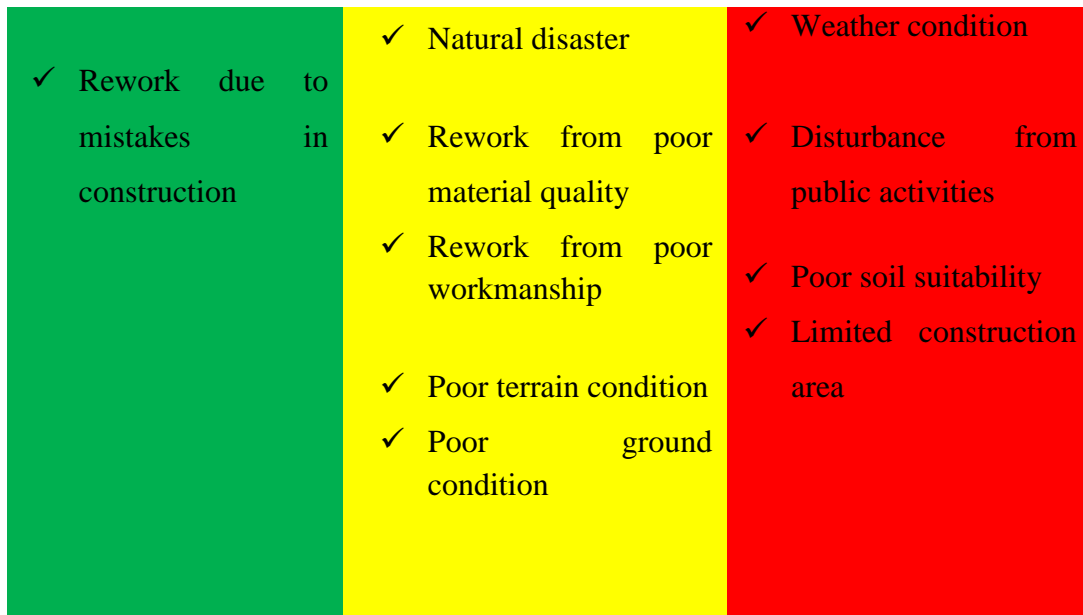 ✓ Rework due to
mistakes in
construction
✓ Natural disaster
✓ Rework from poor
material quality
✓ Rework from poor
workmanship
✓ Poor terrain condition
✓ Poor ground
condition
✓ Weather condition
✓ Disturbance from
public activities
✓ Poor soil suitability
✓ Limited construction
area